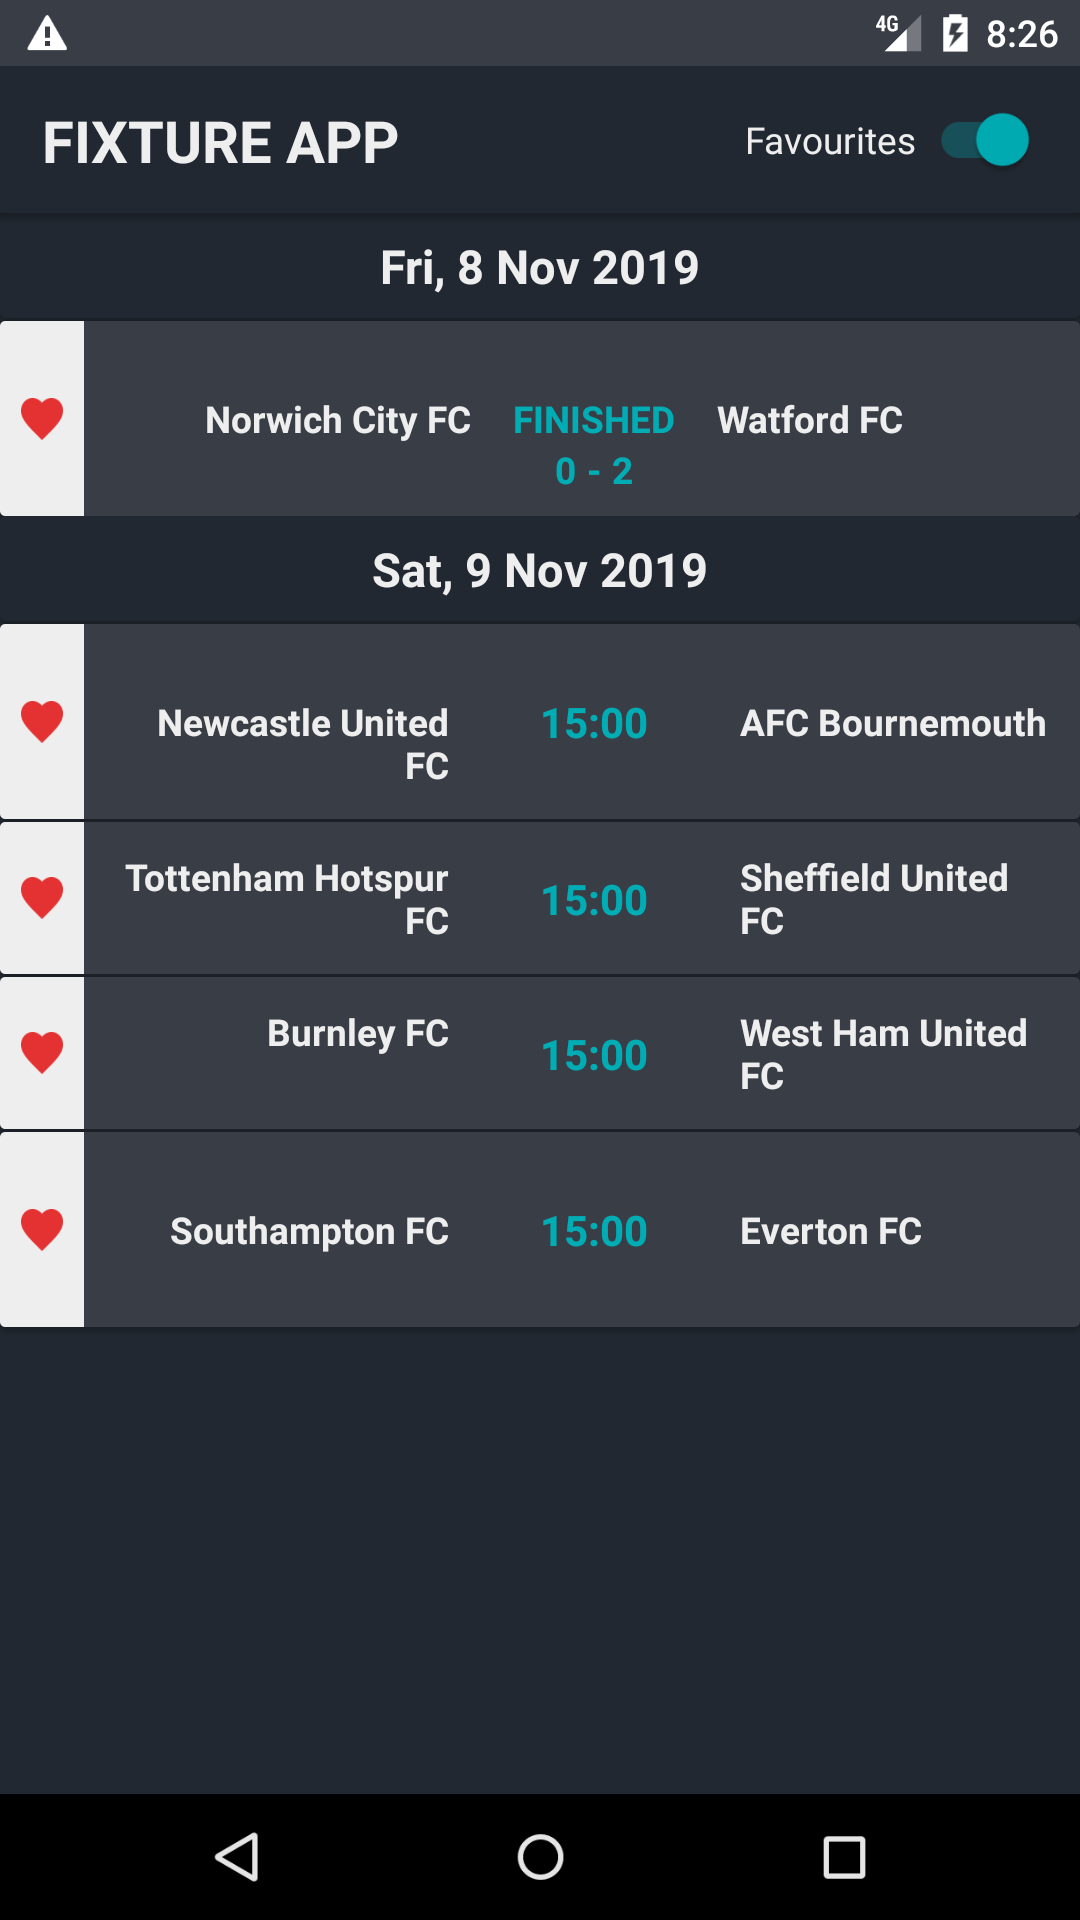 4G 8:26
FIXTURE APP Favourites
Fri, 8 Nov 2019
Norwich City FC FINISHED Watford FC
0 - 2
Sat, 9 Nov 2019
Newcastle United 15:00 AFC Bournemouth
FC
Tottenham Hotspur 15:00 Sheffield United
FC FC
Burnley FC 15:00 West Ham United
FC
Southampton FC 15:00 Everton FC